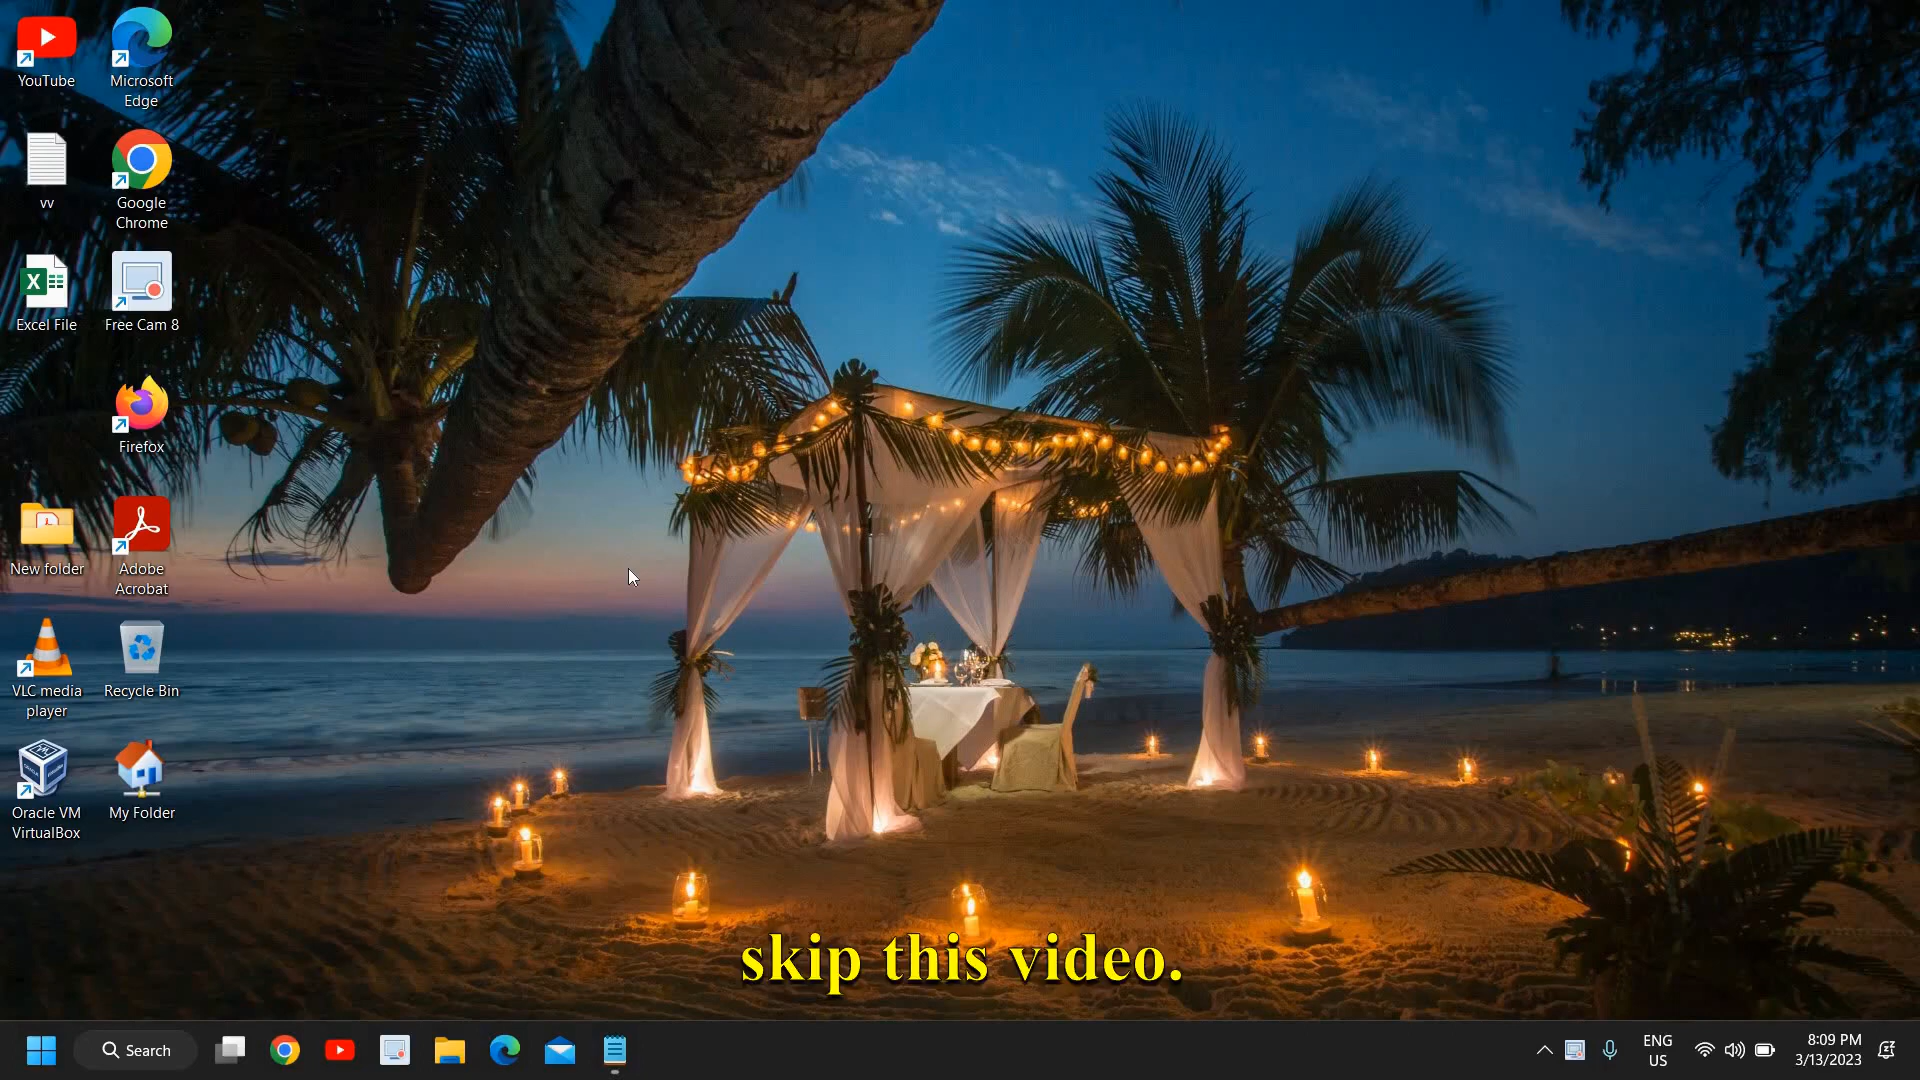 YouTube
Microsoft
Edge
vv
Google
Chrome
Excel File
Free Cam 8
Firefox
New folder
Adobe
Acrobat
VLC media
player
Recycle Bin
Oracle VM
VirtualBox
My Folder
skip this video.
Search
ENG
US
8:09 PM
3/13/2023